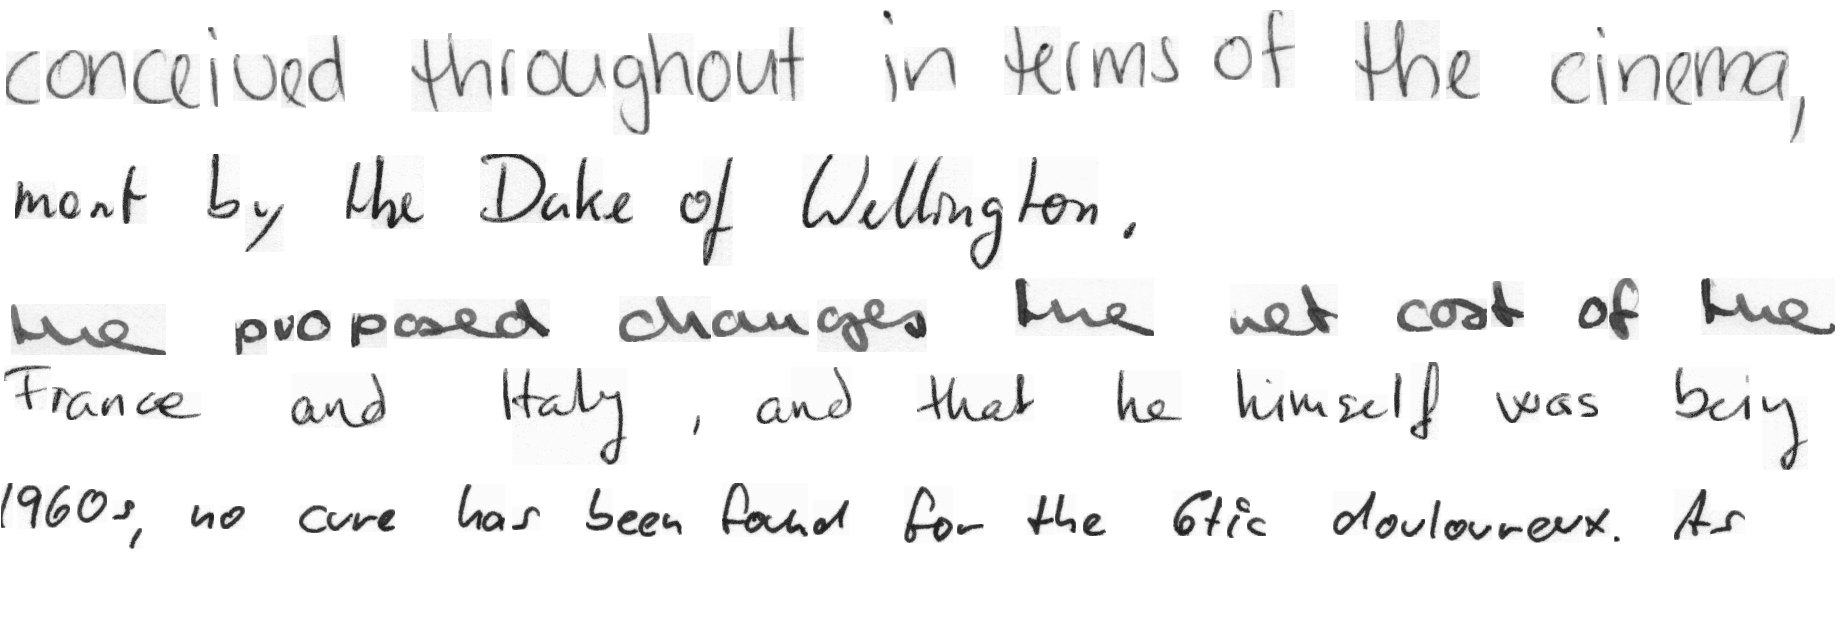 conceived throughout in terms of the cinema,
ment by the Duke of Wellington.
the proposed changes the net cost of the
France and Italy, and that he himself was being
1960s, no cure has been found for the 6tic douloureux. As